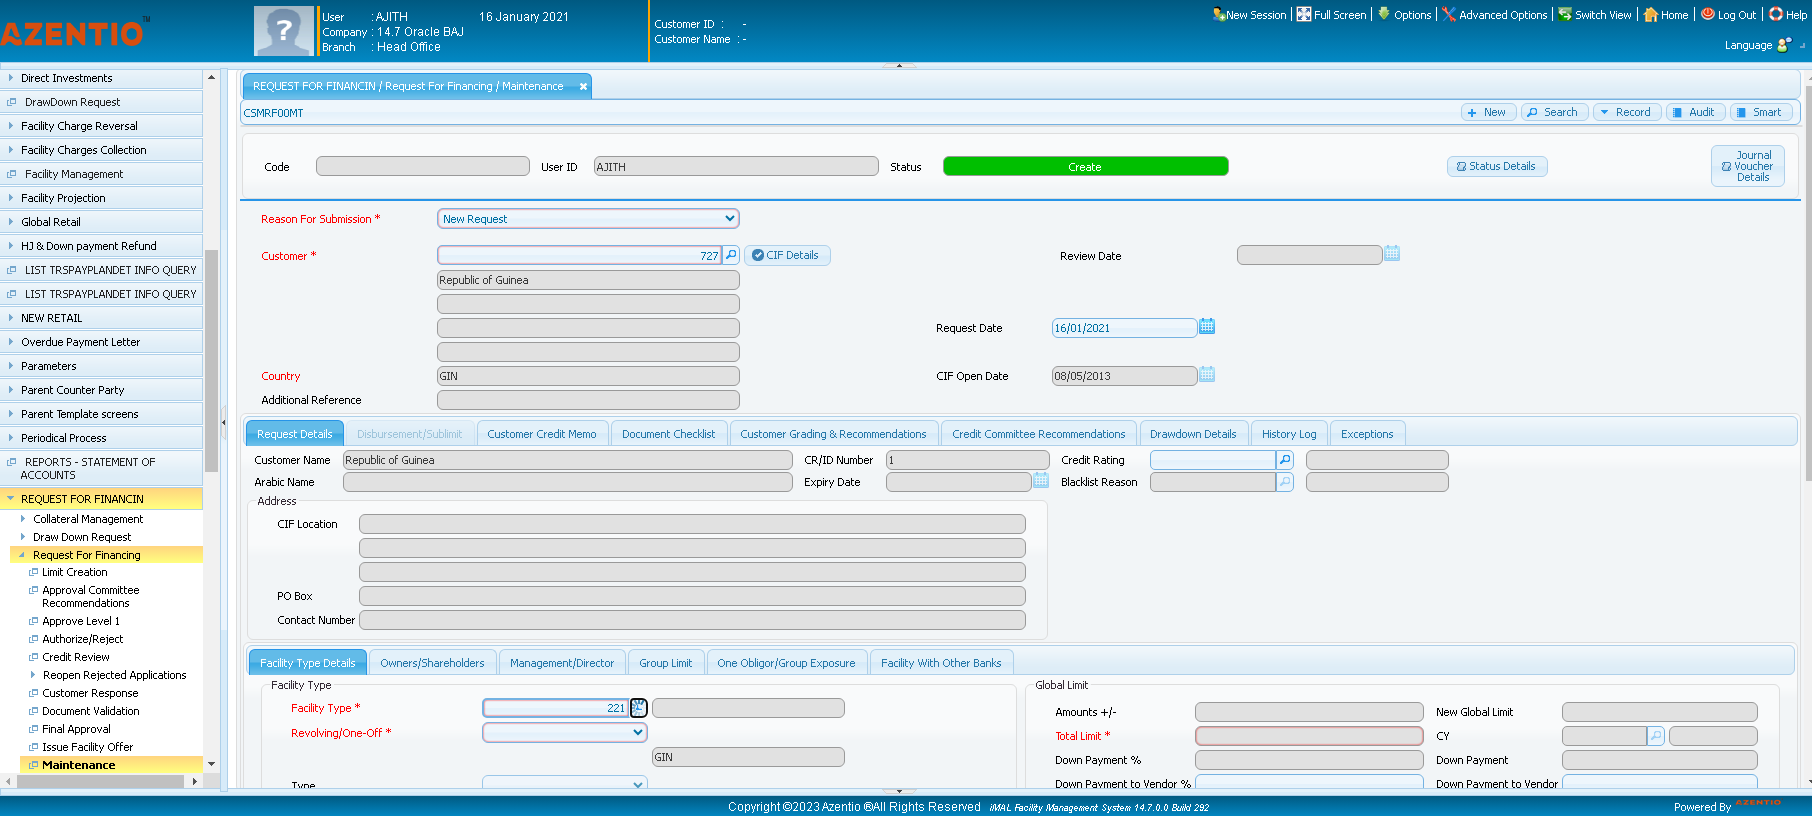 AZENTIO™
User : AJITH 16 January 2021
Company : 14.7 Oracle BAJ
Branch : Head Office
Customer ID : -
Customer Name : -
New Session Full Screen Options Advanced Options Switch View Home Log Out Help
Language
Direct Investments
DrawDown Request
Facility Charge Reversal
Facility Charges Collection
Facility Management
Facility Projection
Global Retail
HJ & Down payment Refund
LIST TRSPAYPLANDET INFO QUERY
LIST TRSPAYPLANDET INFO QUERY
NEW RETAIL
Overdue Payment Letter
Parameters
Parent Counter Party
Parent Template screens
Periodical Process
REPORTS - STATEMENT OF
ACCOUNTS
REQUEST FOR FINANCIN
Collateral Management
Draw Down Request
Request For Financing
Limit Creation
Approval Committee
Recommendations
Approve Level 1
Authorize/Reject
Credit Review
Reopen Rejected Applications
Customer Response
Document Validation
Final Approval
Issue Facility Offer
Maintenance
REQUEST FOR FINANCIN / Request For Financing / Maintenance
CSMRF00MT
New Search Record Audit Smart
Code User ID AJITH Status Create Status Details
Journal
Voucher
Details
Reason For Submission * New Request
Customer * 727 CIF Details Review Date
Republic of Guinea
Request Date 16/01/2021
Country GIN CIF Open Date 08/05/2013
Additional Reference
Request Details Disbursement/Sublimit Customer Credit Memo Document Checklist Customer Grading & Recommendations Credit Committee Recommendations Drawdown Details History Log Exceptions
Customer Name Republic of Guinea CR/ID Number 1 Credit Rating
Arabic Name Expiry Date Blacklist Reason
Address
CIF Location
PO Box
Contact Number
Facility Type Details Owners/Shareholders Management/Director Group Limit One Obligor/Group Exposure Facility With Other Banks
Facility Type
Facility Type * 221
Revolving/One-Off *
GIN
Type
Global Limit
Amounts +/- New Global Limit
Total Limit * CY
Down Payment % Down Payment
Down Payment to Vendor % Down Payment to Vendor
Copyright ©2023 Azentio ®All Rights Reserved iMAL Facility Management System 14.7.0.0 Build 292
Powered By AZENTIO